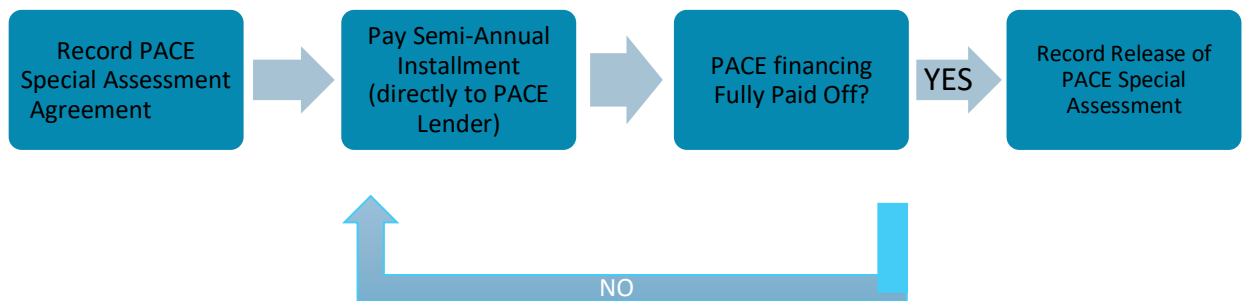 Record PACE
Special Assessment
Agreement
Pay Semi-Annual
Installment
(directly to PACE
Lender)
PACE financing
Fully Paid Off?
YES
Record Release of
PACE Special
Assessment
NO